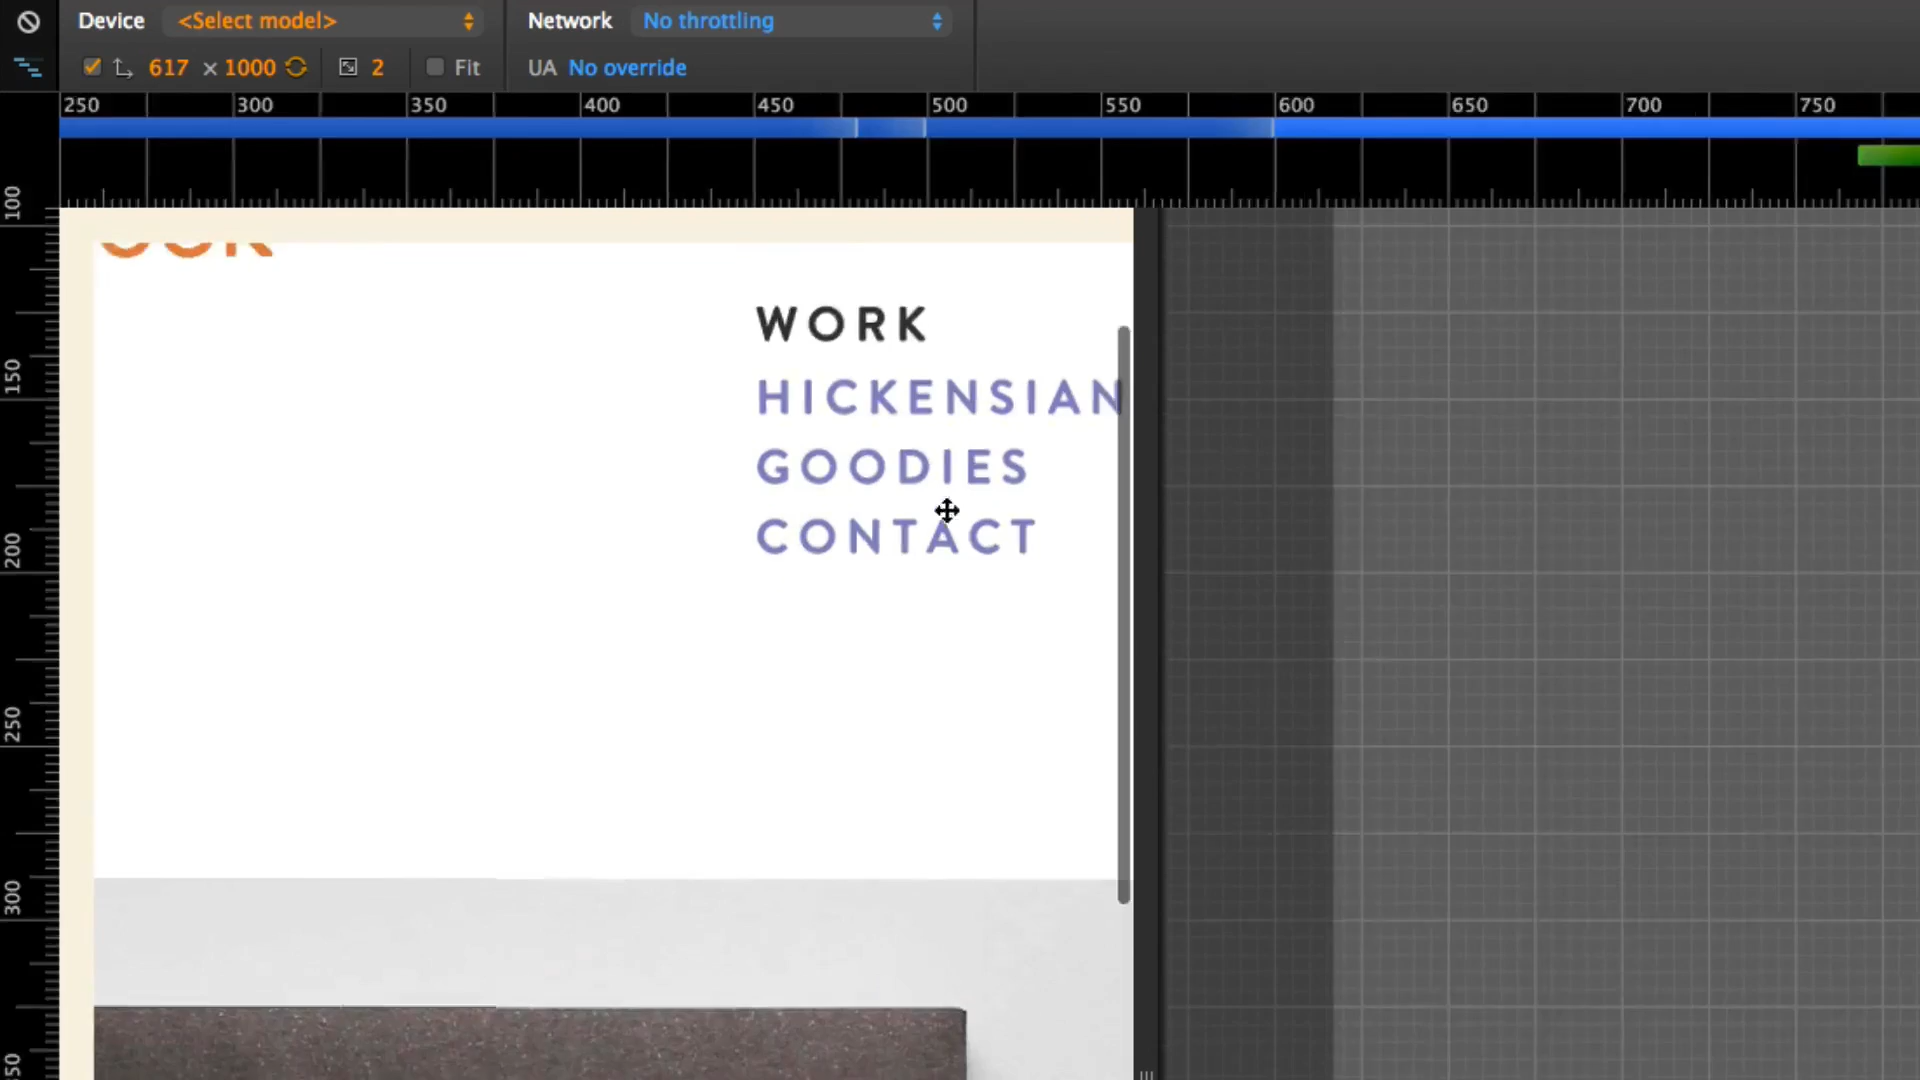 Device <Select model> Network No throttling
617 × 1000 2 Fit UA No override
250 300 350 400 450 500 550 600 650 700 750
100
150
200
250
300
WORK
HICKENSIAN
GOODIES
CONTACT